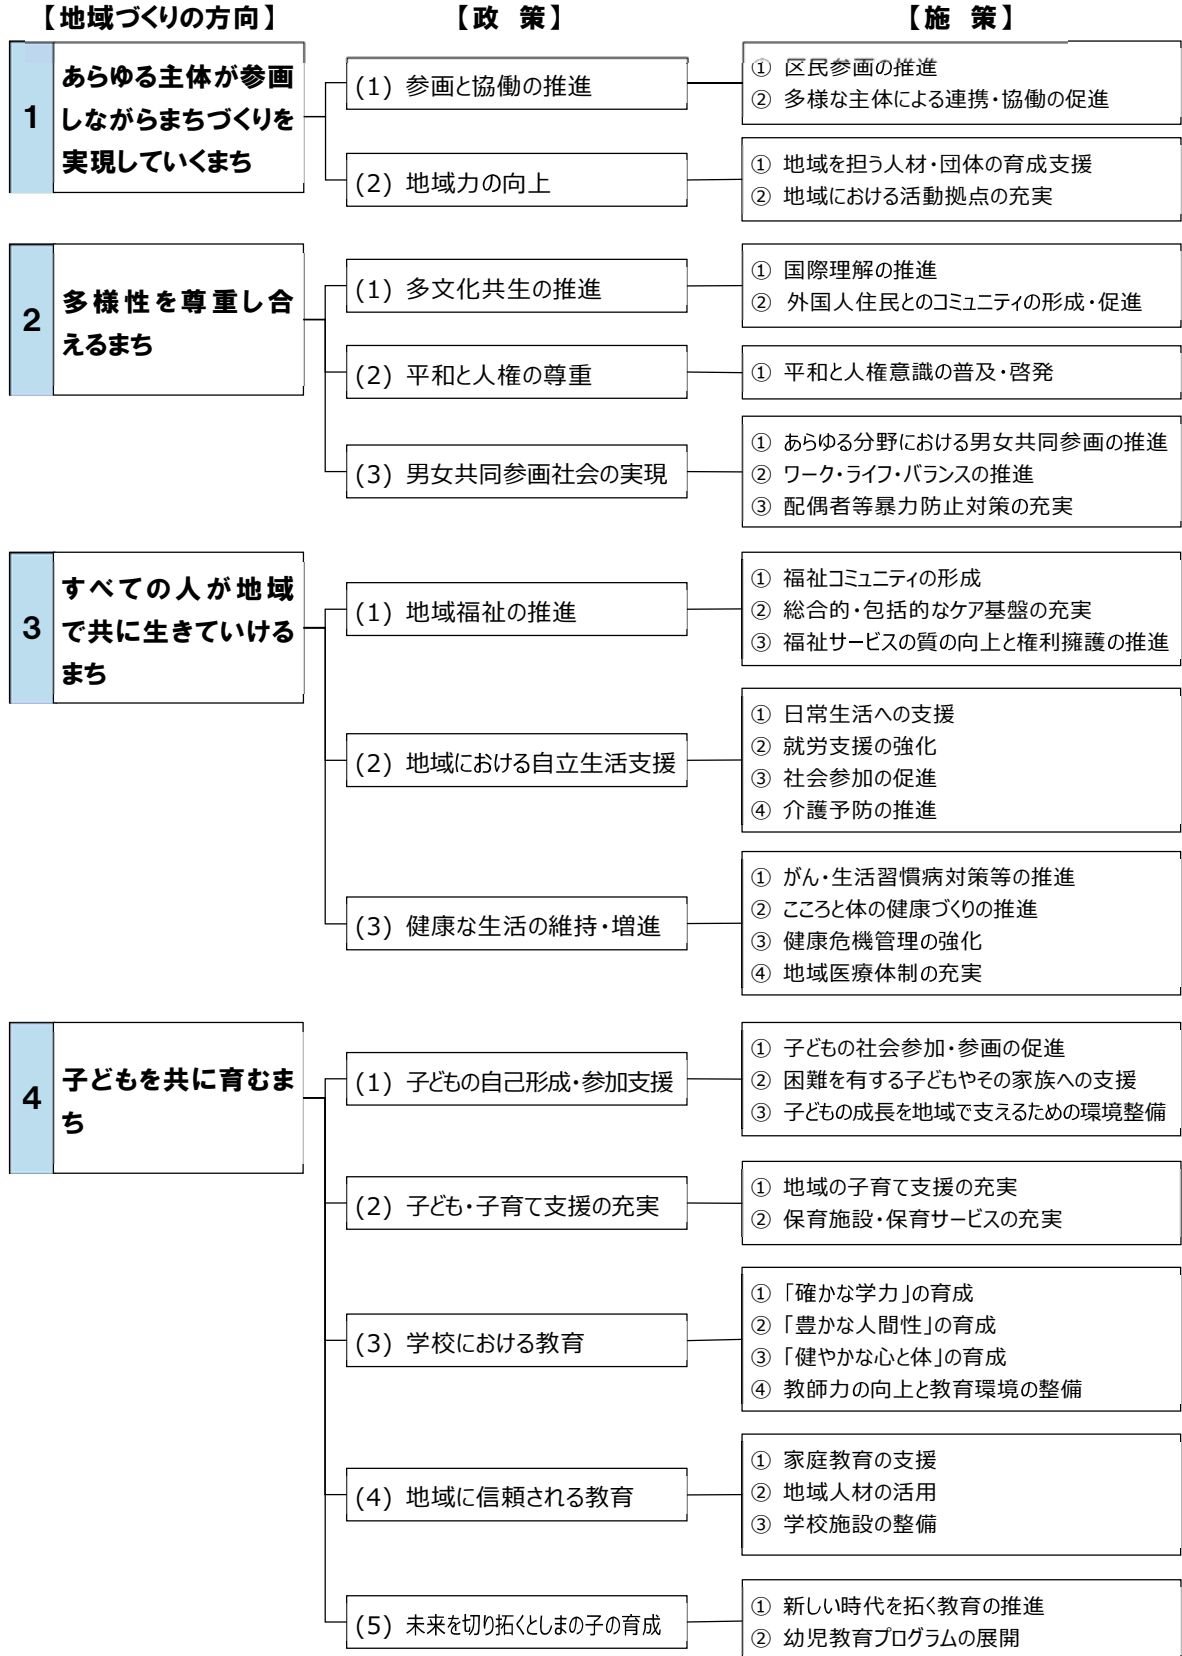 【地域づくりの方向】
【政 策】
【施 策】
1
あらゆる主体が参画
しながらまちづくりを
実現していくまち
(1) 参画と協働の推進
① 区民参画の推進
② 多様な主体による連携・協働の促進
(2) 地域力の向上
① 地域を担う人材・団体の育成支援
② 地域における活動拠点の充実
2
多様性を尊重し合
えるまち
(1) 多文化共生の推進
① 国際理解の推進
② 外国人住民とのコミュニティの形成・促進
(2) 平和と人権の尊重
① 平和と人権意識の普及・啓発
(3) 男女共同参画社会の実現
① あらゆる分野における男女共同参画の推進
② ワーク・ライフ・バランスの推進
③ 配偶者等暴力防止対策の充実
3
すべての人が地域
で共に生きていける
まち
(1) 地域福祉の推進
① 福祉コミュニティの形成
② 総合的・包括的なケア基盤の充実
③ 福祉サービスの質の向上と権利擁護の推進
(2) 地域における自立生活支援
① 日常生活への支援
② 就労支援の強化
③ 社会参加の促進
④ 介護予防の推進
(3) 健康な生活の維持・増進
① がん・生活習慣病対策等の推進
② こころと体の健康づくりの推進
③ 健康危機管理の強化
④ 地域医療体制の充実
4
子どもを共に育むま
ち
(1) 子どもの自己形成・参加支援
① 子どもの社会参加・参画の促進
② 困難を有する子どもやその家族への支援
③ 子どもの成長を地域で支えるための環境整備
(2) 子ども・子育て支援の充実
① 地域の子育て支援の充実
② 保育施設・保育サービスの充実
(3) 学校における教育
① 「確かな学力」の育成
② 「豊かな人間性」の育成
③ 「健やかな心と体」の育成
④ 教師力の向上と教育環境の整備
(4) 地域に信頼される教育
① 家庭教育の支援
② 地域人材の活用
③ 学校施設の整備
(5) 未来を切り拓くとしまの子の育成
① 新しい時代を拓く教育の推進
② 幼児教育プログラムの展開